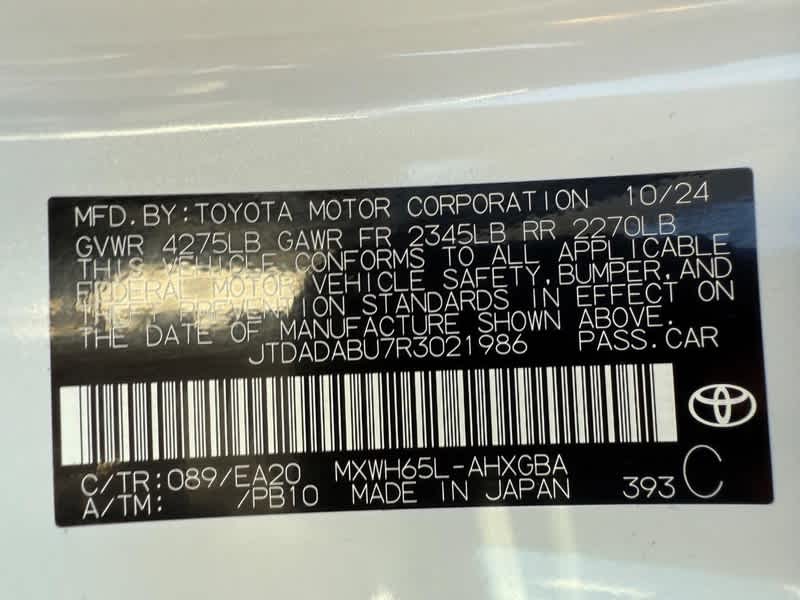 MFD. BY: TOYOTA MOTOR CORPORATION 10/24
GVWR 4275LB GAWR FR 2345LB RR 2270LB
THIS VEHICLE CONFORMS TO ALL APPLICABLE
FEDERAL MOTOR VEHICLE SAFETY, BUMPER, AND
THEFT PREVENTION STANDARDS IN EFFECT ON
THE DATE OF MANUFACTURE SHOWN ABOVE.
JTDADABU7R3021986 PASS. CAR
C/TR: 089/EA20 MXWH65L-AHXGBA
A/TM: /PB10 MADE IN JAPAN 393 C